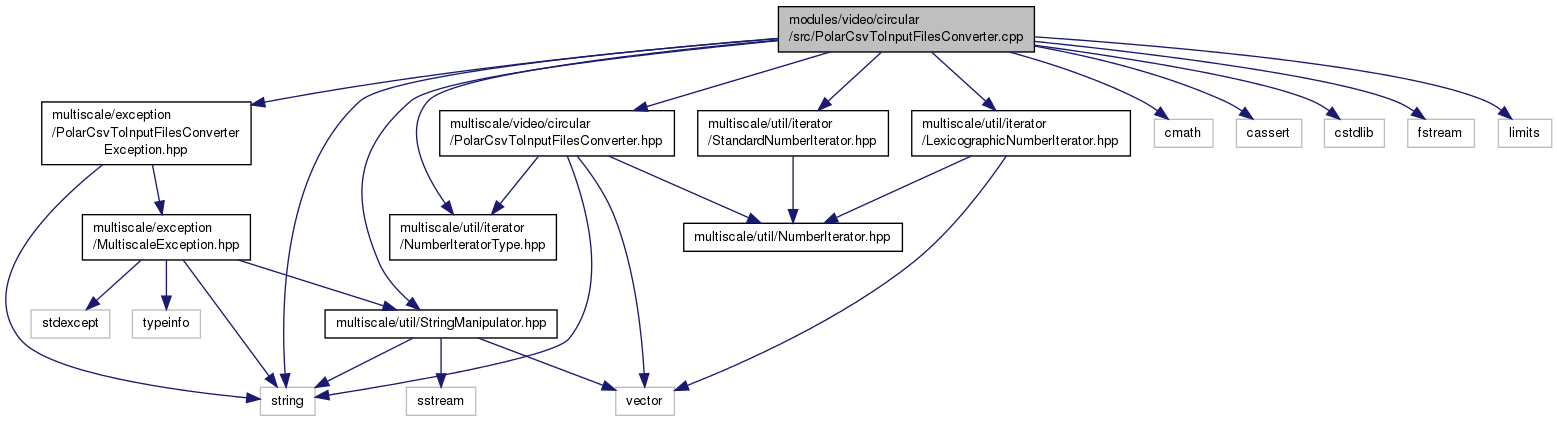 modules/video/circular
/src/PolarCsvToInputFilesConverter.cpp
multiscale/exception
/PolarCsvToInputFilesConverter
Exception.hpp
multiscale/video/circular
/PolarCsvToInputFilesConverter.hpp
multiscale/util/iterator
/StandardNumberIterator.hpp
multiscale/util/iterator
/LexicographicNumberIterator.hpp
cmath
cassert
cstdlib
fstream
limits
multiscale/exception
/MultiscaleException.hpp
multiscale/util/iterator
/NumberIteratorType.hpp
multiscale/util/NumberIterator.hpp
stdexcept
typeinfo
multiscale/util/StringManipulator.hpp
string
sstream
vector